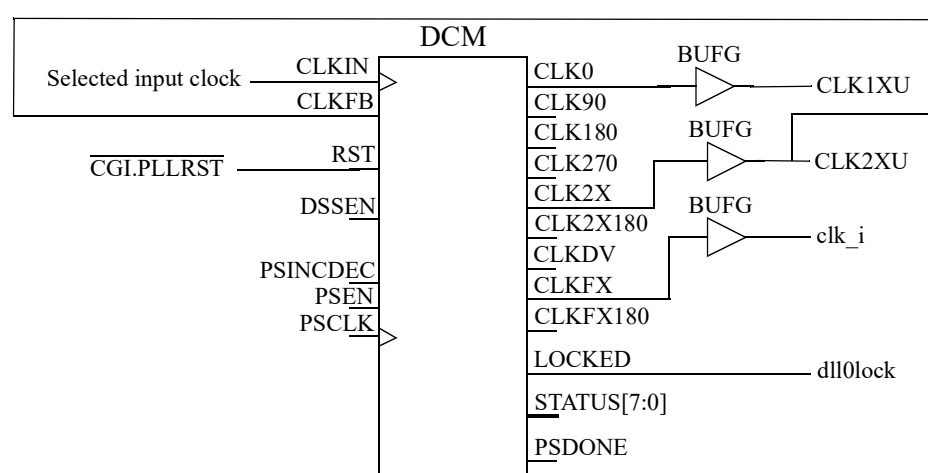 DCM
BUFG
Selected input clock
CLKIN
CLK0
CLK1XU
CLKFB
CLK90
BUFG
CLK180
CGI.PLLRST
RST
CLK270
CLK2XU
CLK2X
BUFG
DSSEN
CLK2X180
clk_i
CLKDV
PSINCDEC
CLKFX
PSEN
PSCLK
CLKFX180
LOCKED
dll0lock
STATUS[7:0]
PSDONE